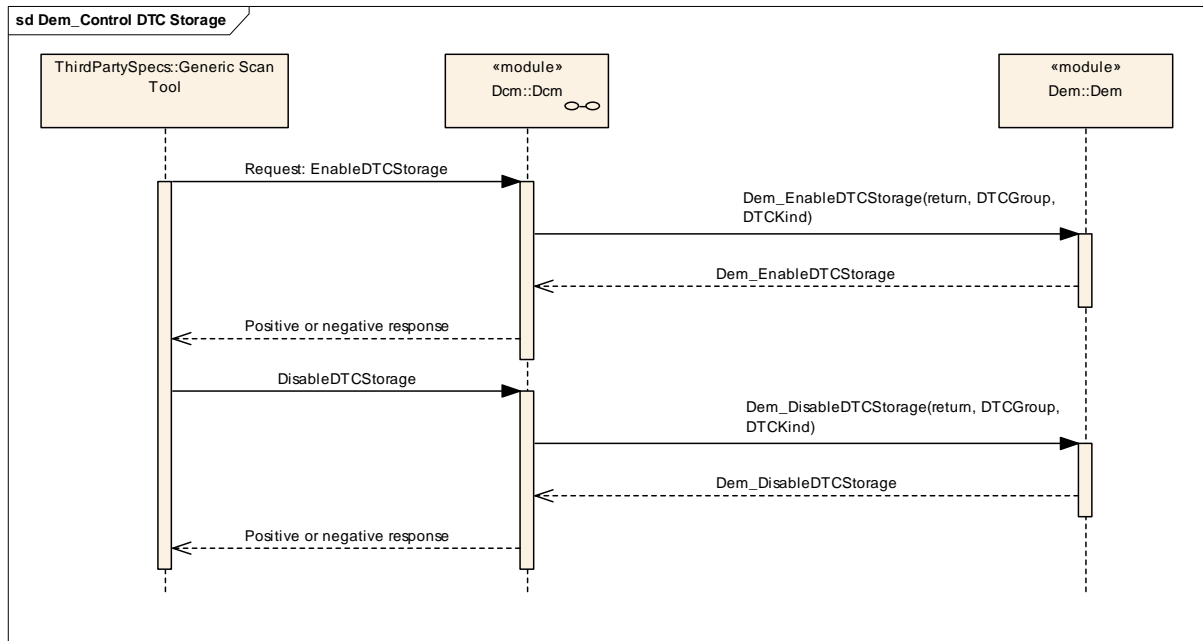 sd Dem_Control DTC Storage
ThirdPartySpecs::Generic Scan
Tool
«module»
Dcm::Dcm
«module»
Dem::Dem
Request: EnableDTCStorage
Dem_EnableDTCStorage(return, DTCGroup,
DTCKind)
Dem_EnableDTCStorage
Positive or negative response
DisableDTCStorage
Dem_DisableDTCStorage(return, DTCGroup,
DTCKind)
Dem_DisableDTCStorage
Positive or negative response